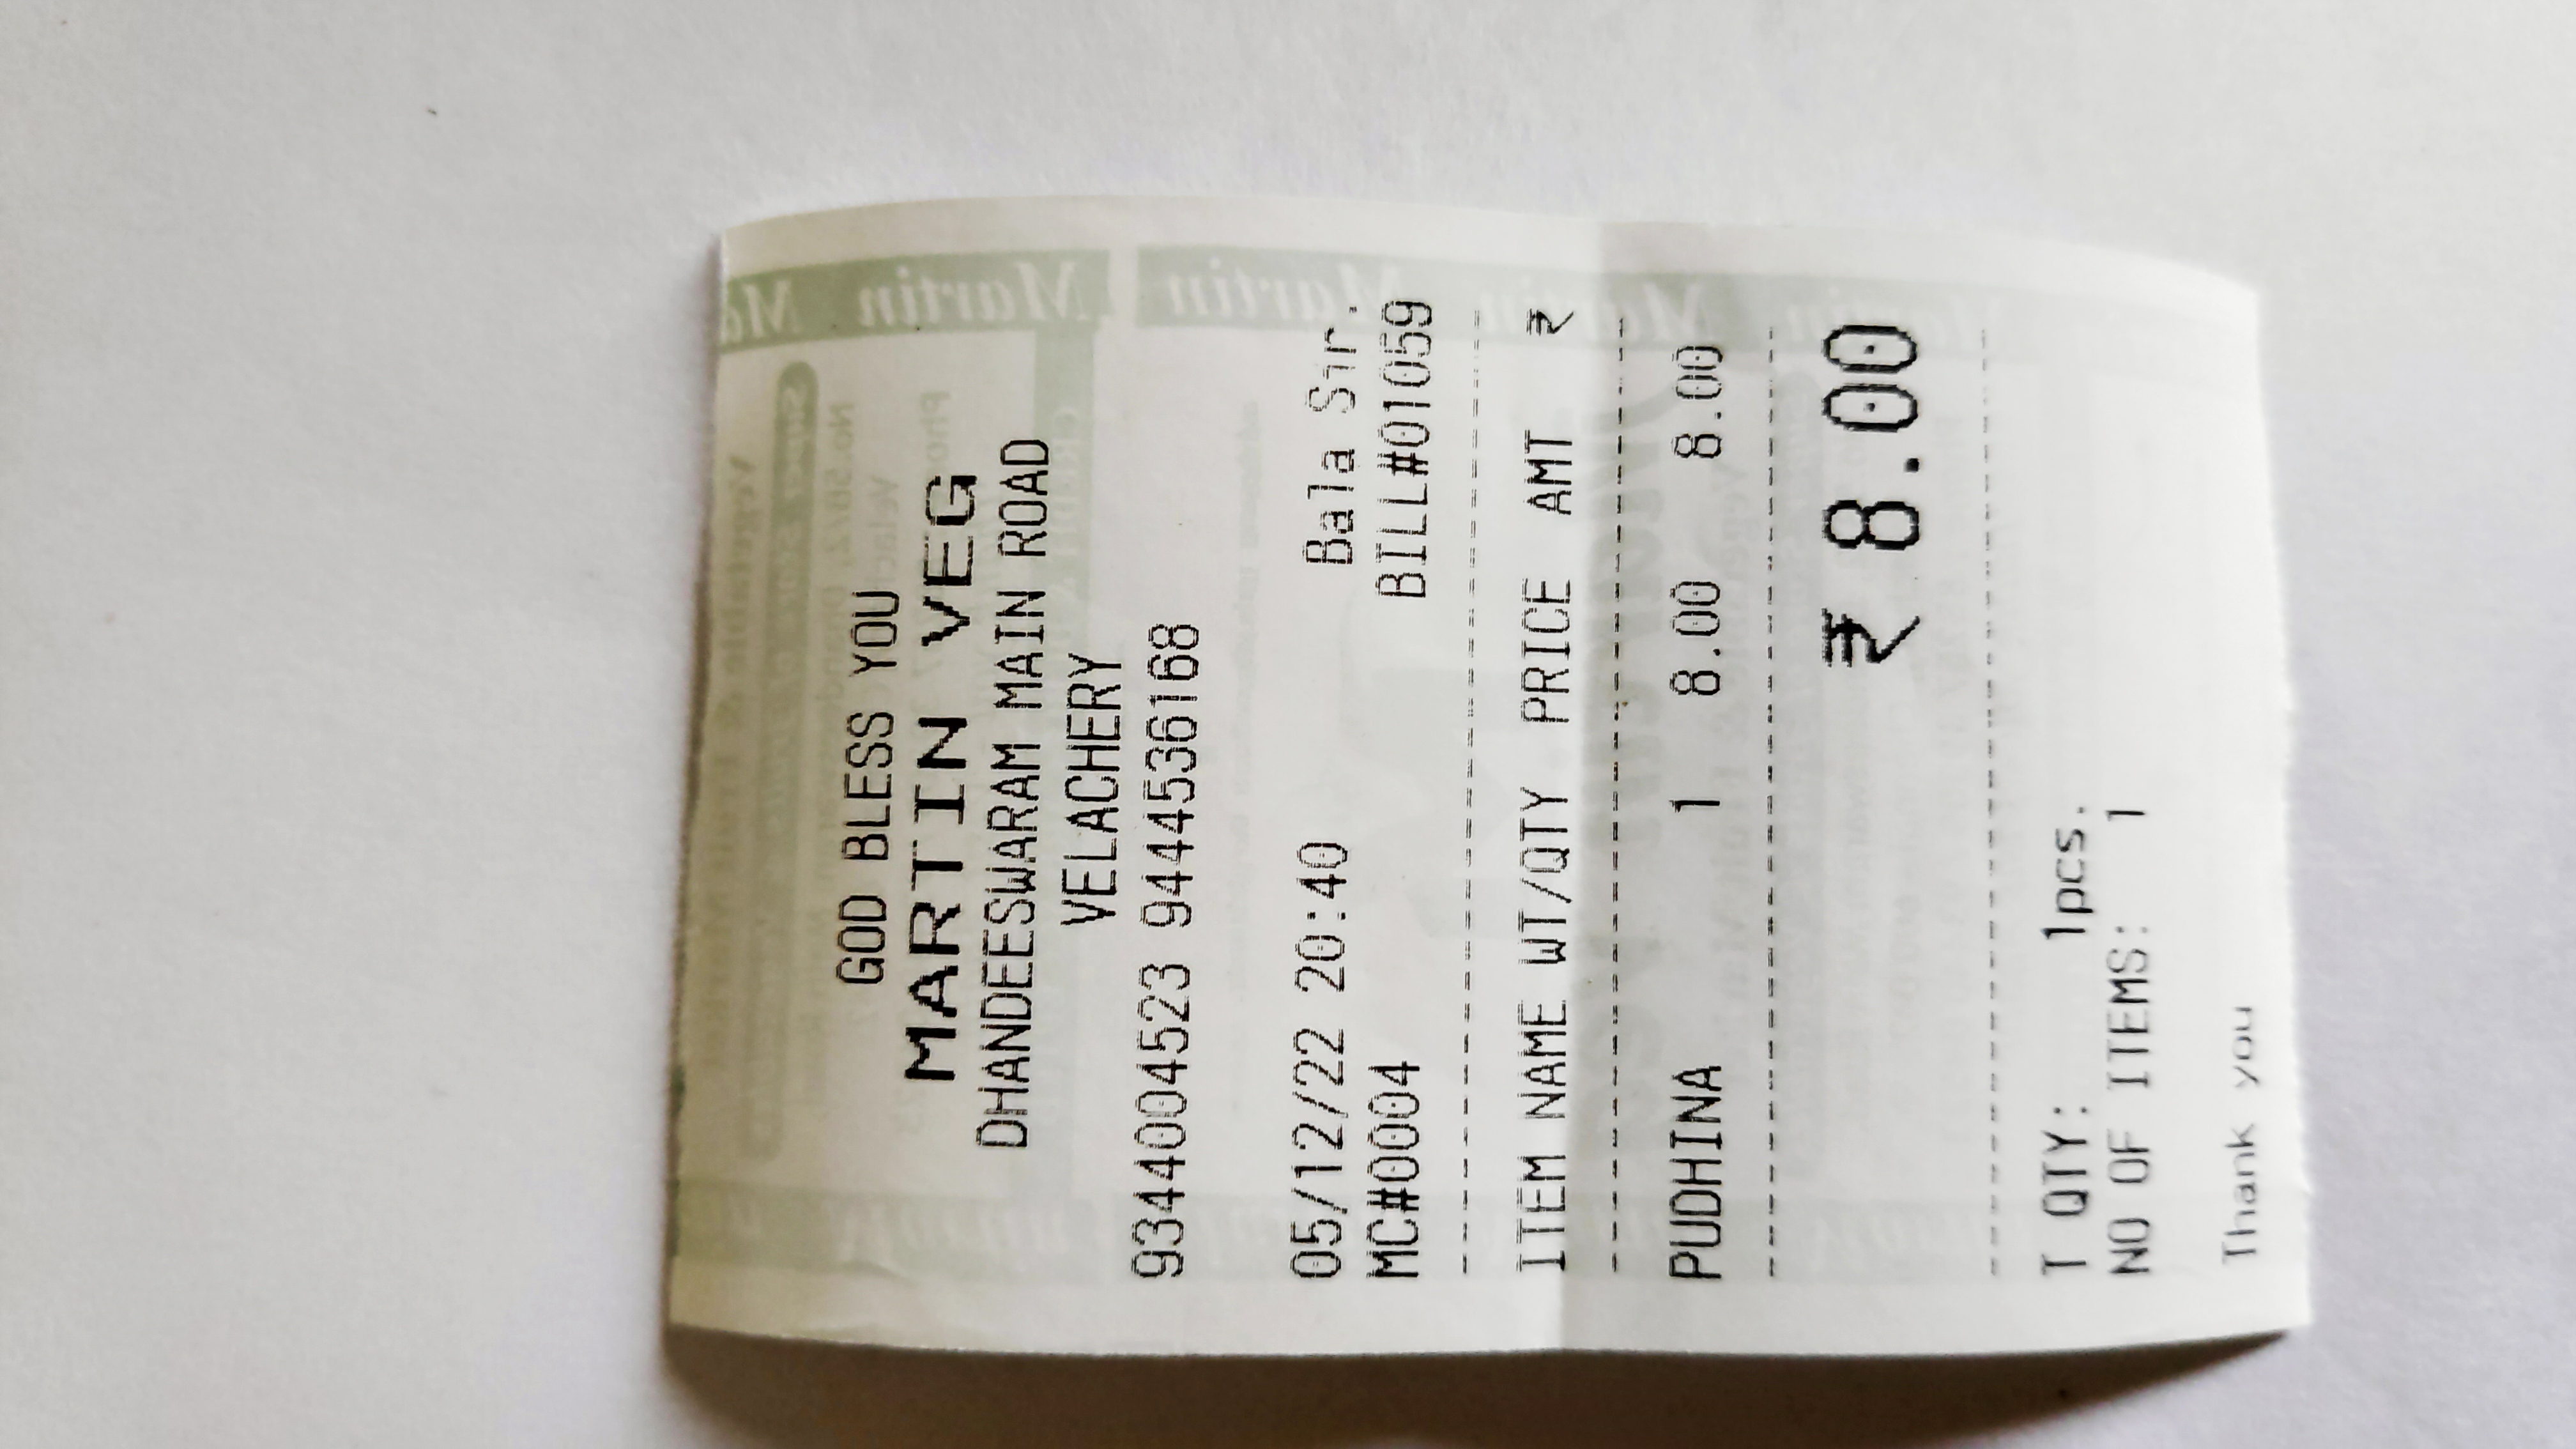 GOD BLESS YOU
MARTIN VEG
DHANDEESWARAM MAIN ROAD
VELACHERY
9344004523 9444536168
05/12/22 20:40 Bala Sir.
MC#0004 BILL#01059
ITEM NAME WT/QTY PRICE AMT ₹
PUDHINA 1 8.00 8.00
₹ 8.00
T QTY: 1pcs.
NO OF ITEMS: 1
Thank you